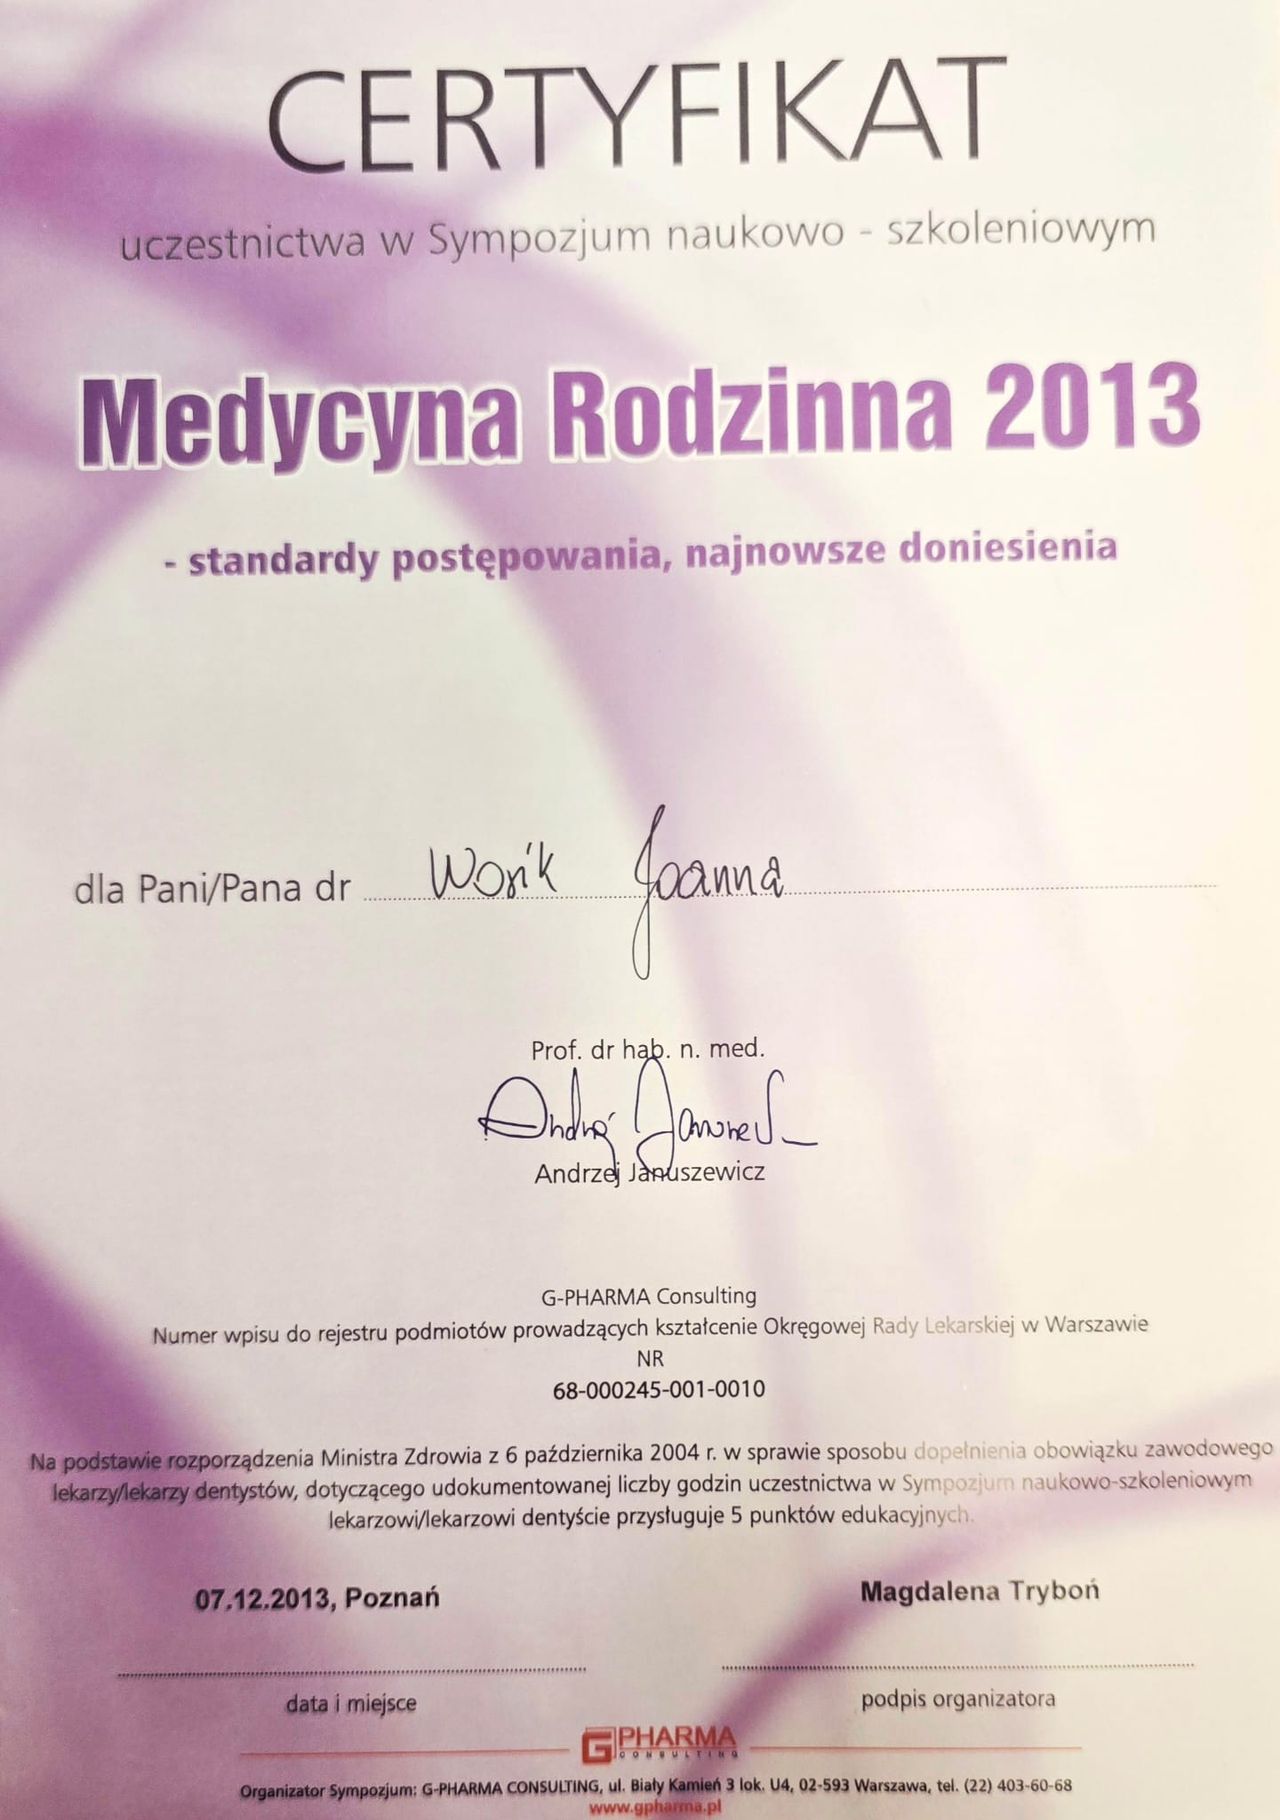 CERTYFIKAT
uczestnictwa w Sympozjum naukowo - szkoleniowym
Medycyna Rodzinna 2013
- standardy postępowania, najnowsze doniesienia
dla Pani/Pana dr Joanna
Prof. dr hab. n. med.
Andrzej Januszewicz
G-PHARMA Consulting
Numer wpisu do rejestru podmiotów prowadzących kształcenie Okręgowej Rady Lekarskiej w Warszawie
NR
68-000245-001-0010
Na podstawie rozporządzenia Ministra Zdrowia z 6 października 2004 r. w sprawie sposobu dopełnienia obowiązku zawodowego
lekarzy/lekarzy dentystów, dotyczącego udokumentowanej liczby godzin uczestnictwa w Sympozjum naukowo-szkoleniowym
lekarzowi/lekarzowi dentyście przysługuje 5 punktów edukacyjnych.
07.12.2013, Poznań
Magdalena Tryboń
data i miejsce
podpis organizatora
G PHARMA
CONSULTING
Organizator Sympozjum: G-PHARMA CONSULTING, ul. Biały Kamień 3 lok. U4, 02-593 Warszawa, tel. (22) 403-60-68
www.gpharma.pl